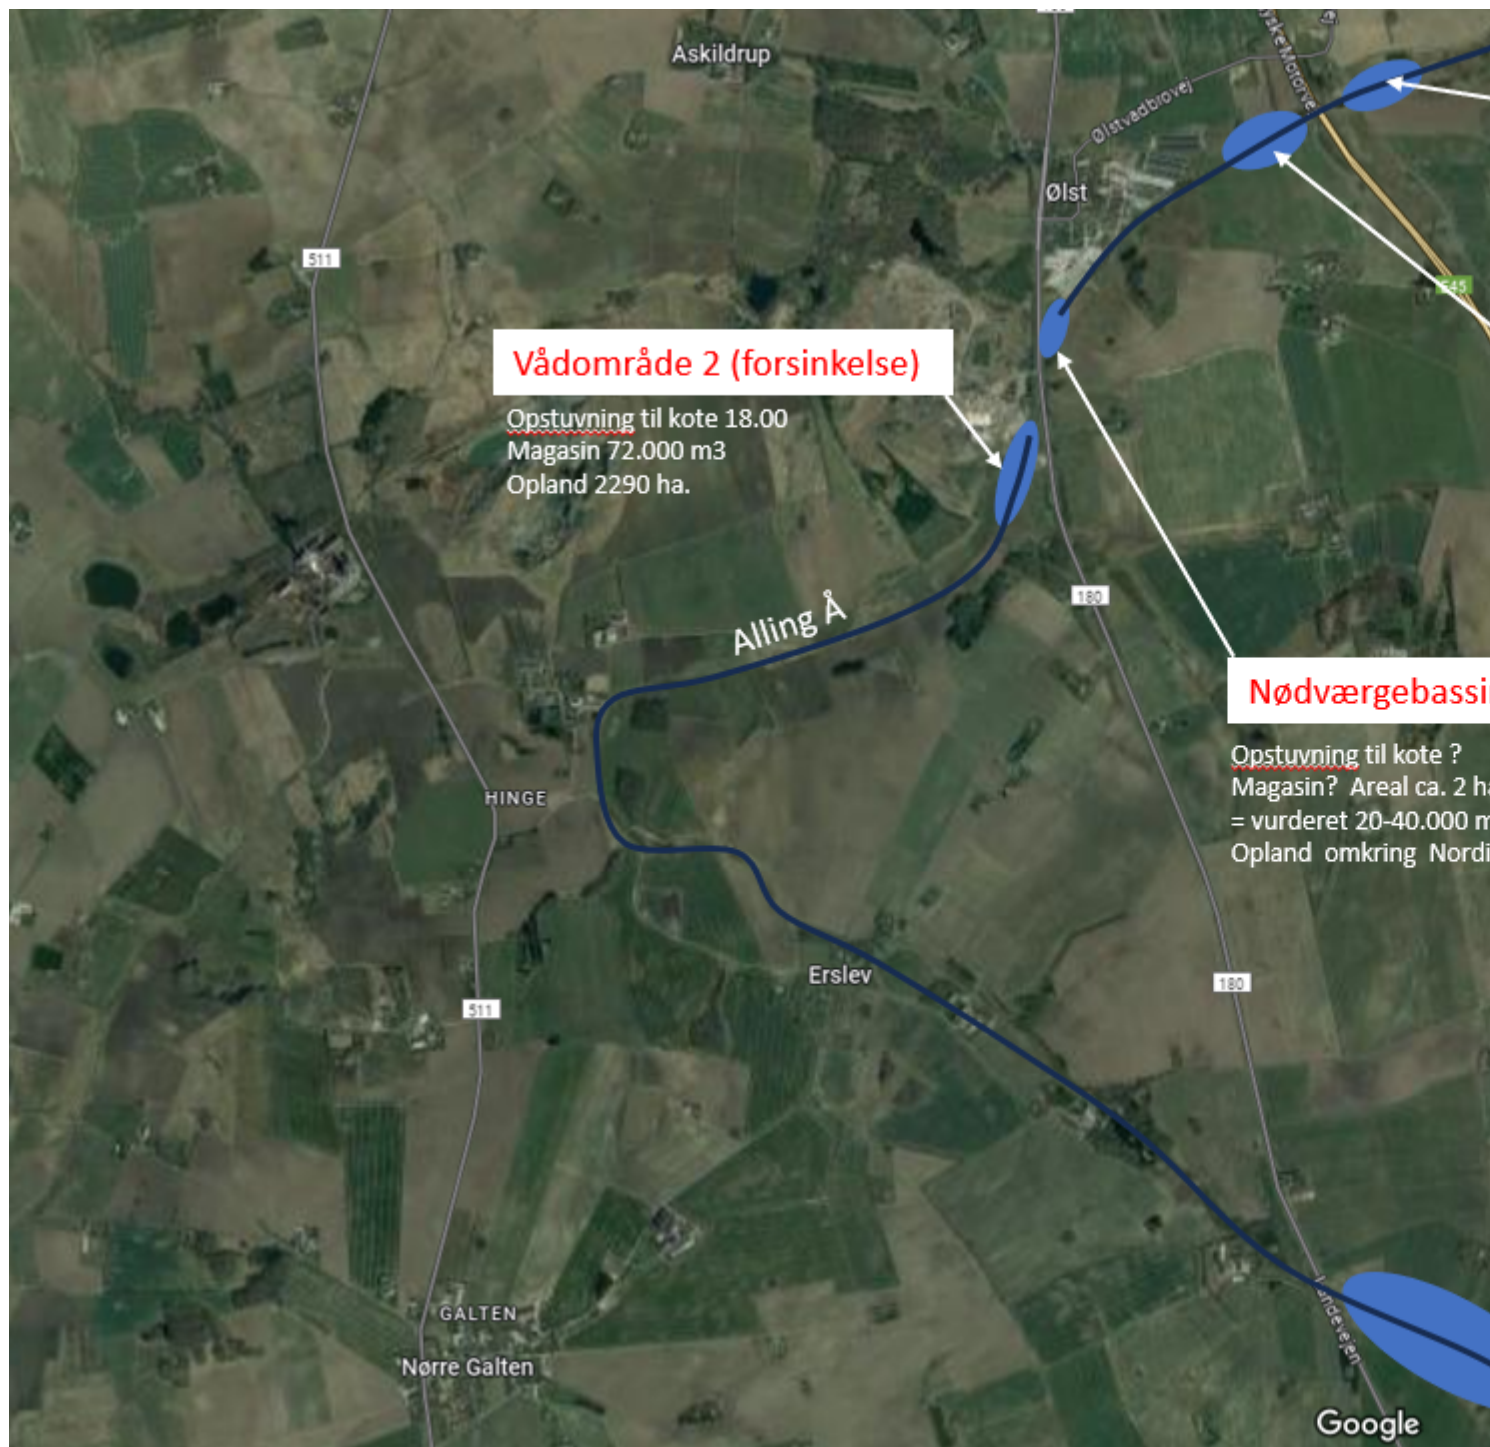 Askildrup
Ølstvadbrovej
Ølst
511
E45
Vådområde 2 (forsinkelse)
Opstuvning til kote 18.00
Magasin 72.000 m3
Opland 2290 ha.
180
Alling Å
Nødværgebassi
Opstuvning til kote ?
Magasin? Areal ca. 2 ha
= vurderet 20-40.000 m
Opland omkring Nordi
HINGE
Erslev
180
511
GALTEN
Nørre Galten
Landevejen
Google